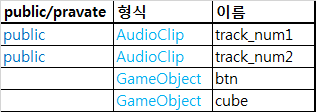 public/pravate 형식 이름
public AudioClip track_num1
public AudioClip track_num2
GameObject btn
GameObject cube